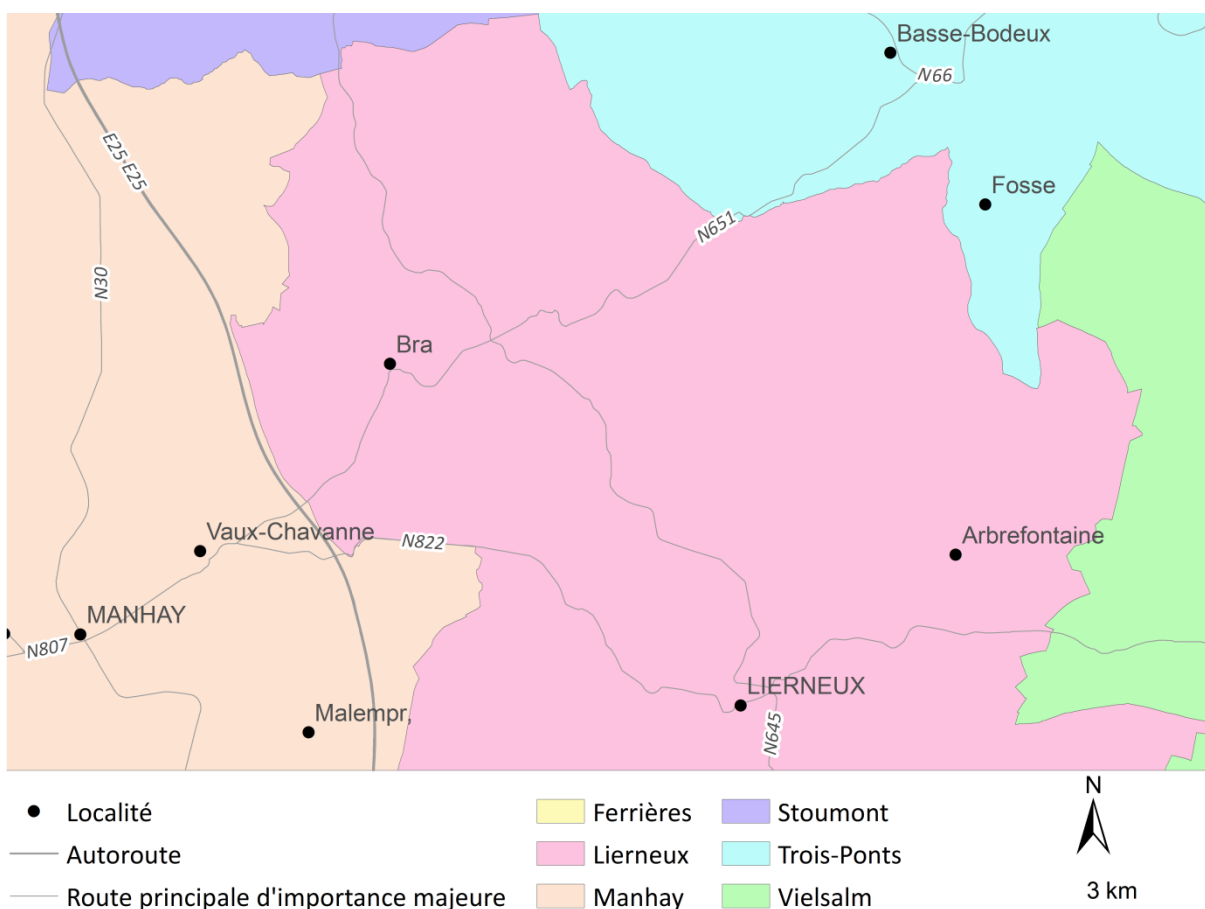 Basse-Bodeux
N66
E25-E25
Fosse
N651
N30
Bra
Vaux-Chavanne
N822
Arbrefontaine
MANHAY
N807
LIERNEUX
Malempr,
N645
N
Localité
Ferrières
Stoumont
Autoroute
Lierneux
Trois-Ponts
Route principale d'importance majeure
Manhay
Vielsalm
3 km